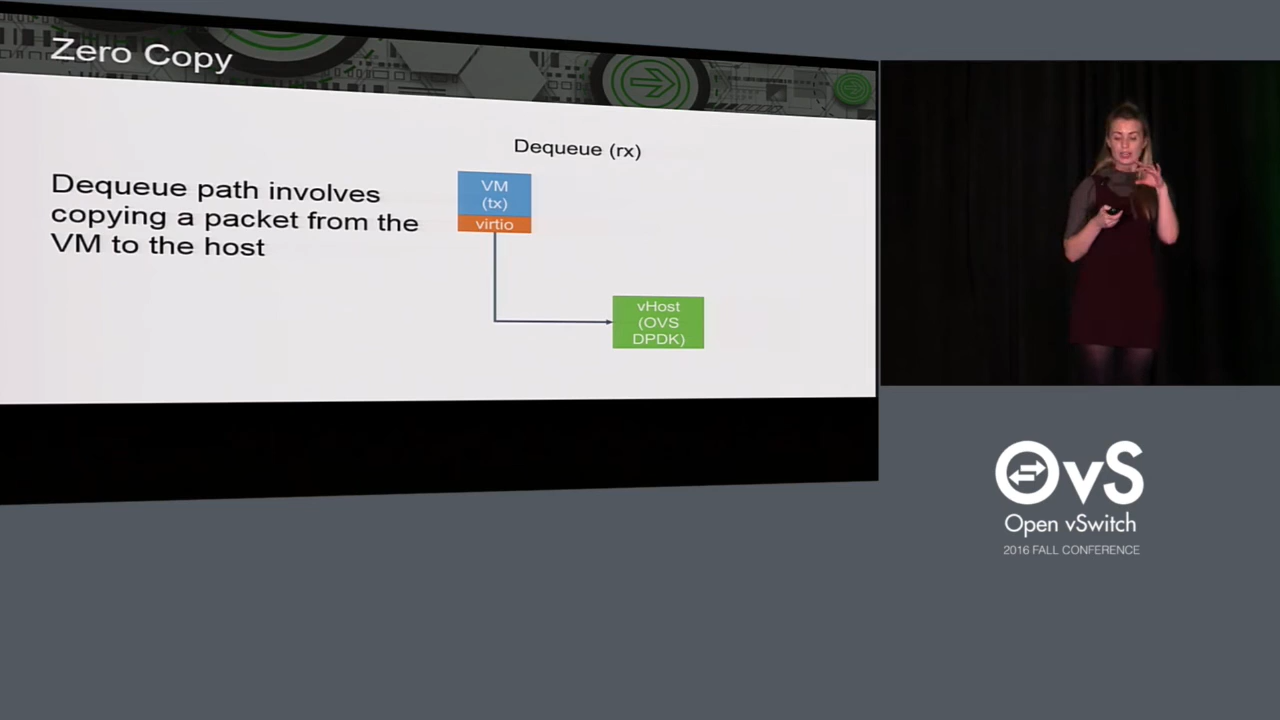 Zero Copy
Dequeue (rx)
Dequeue path involves
copying a packet from the
VM to the host
VM
(tx)
virtio
vHost
(OVS
DPDK)
OvS
Open vSwitch
2016 FALL CONFERENCE